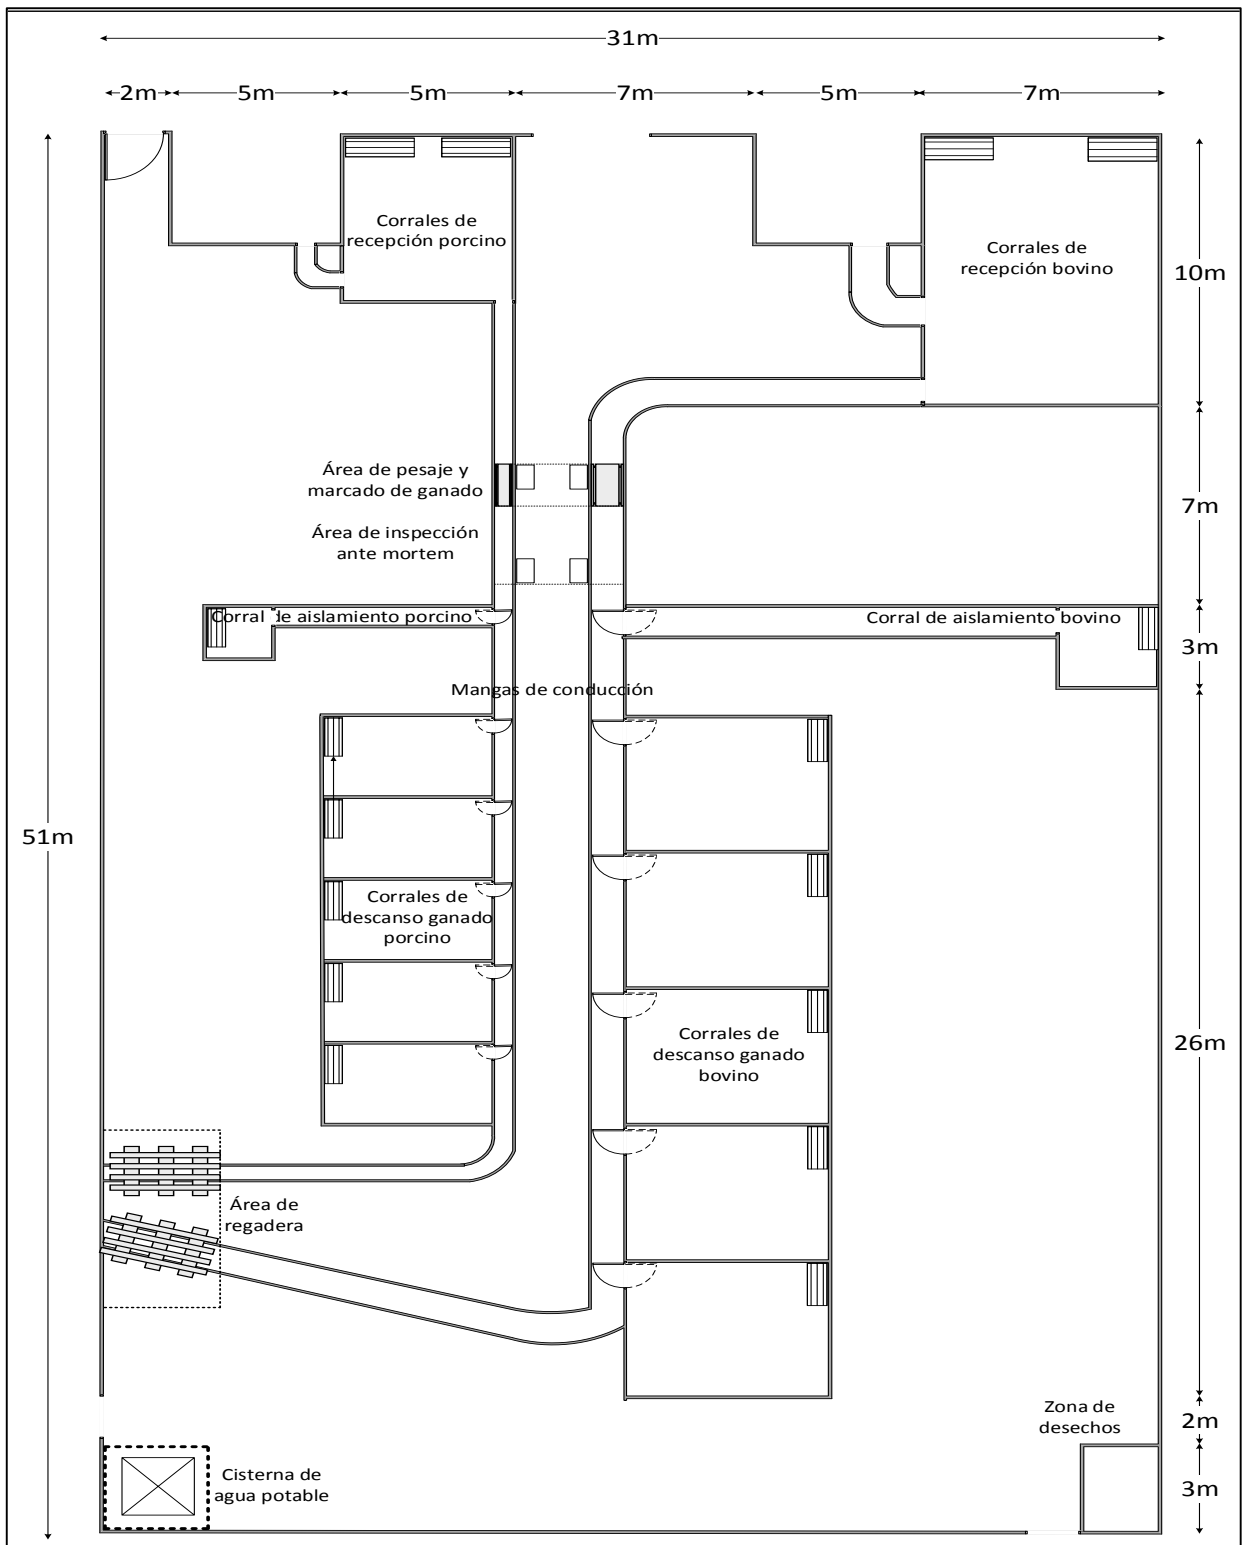 31m
2m
5m
5m
7m
5m
7m
Corrales de
recepción porcino
Corrales de
recepción bovino
10m
Área de pesaje y
marcado de ganado
7m
Área de inspección
ante mortem
Corral de aislamiento porcino
Corral de aislamiento bovino
3m
Mangas de conducción
51m
Corrales de
descanso ganado
porcino
Corrales de
descanso ganado
bovino
26m
Área de
regadera
Zona de
desechos
2m
Cisterna de
agua potable
3m